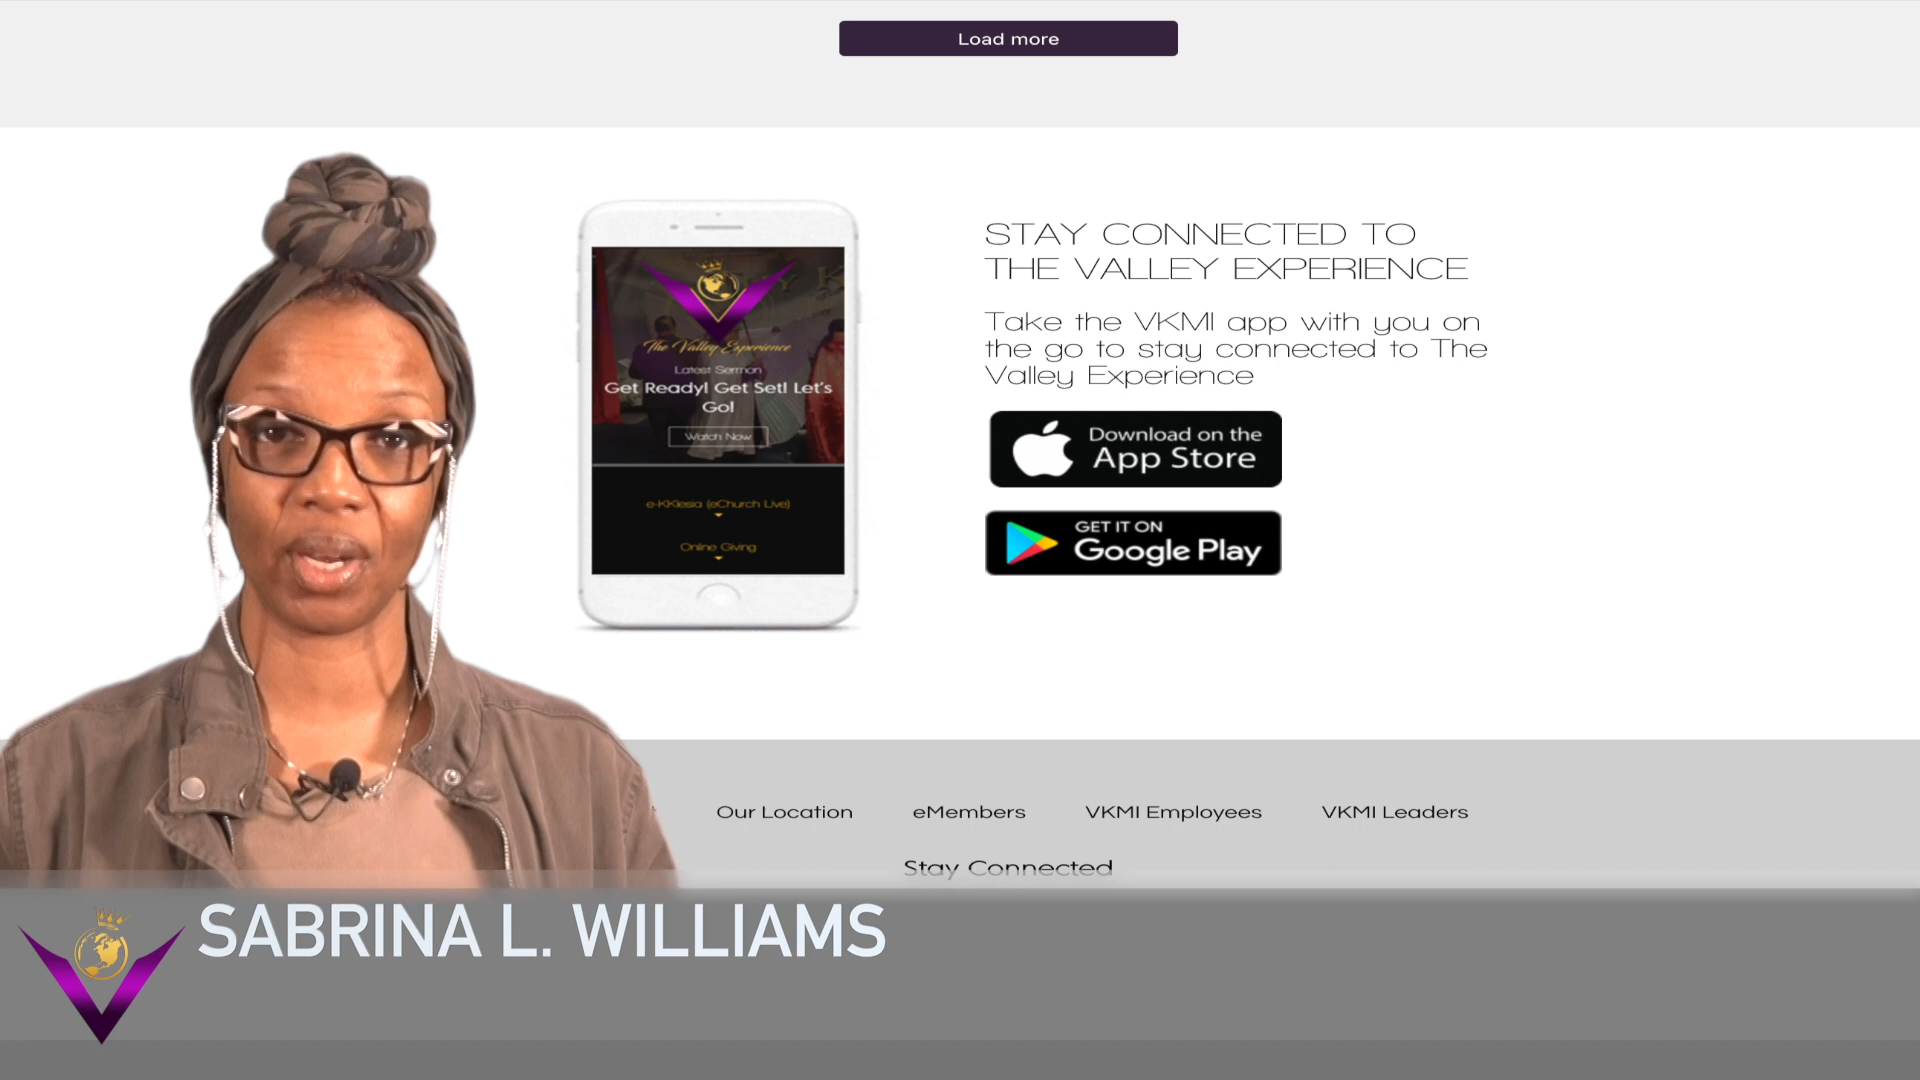 Load more
STAY CONNECTED TO
THE VALLEY EXPERIENCE
Take the VKMI app with you on
the go to stay connected to The
Valley Experience
Download on the
App Store
GET IT ON
Google Play
The Valley Experience
Latest Sermon
Get Ready! Get Set! Let's
Go!
Watch Now
e-KKlesia (eChurch Live)
Online Giving
Our Location
eMembers
VKMI Employees
VKMI Leaders
Stay Connected
SABRINA L. WILLIAMS